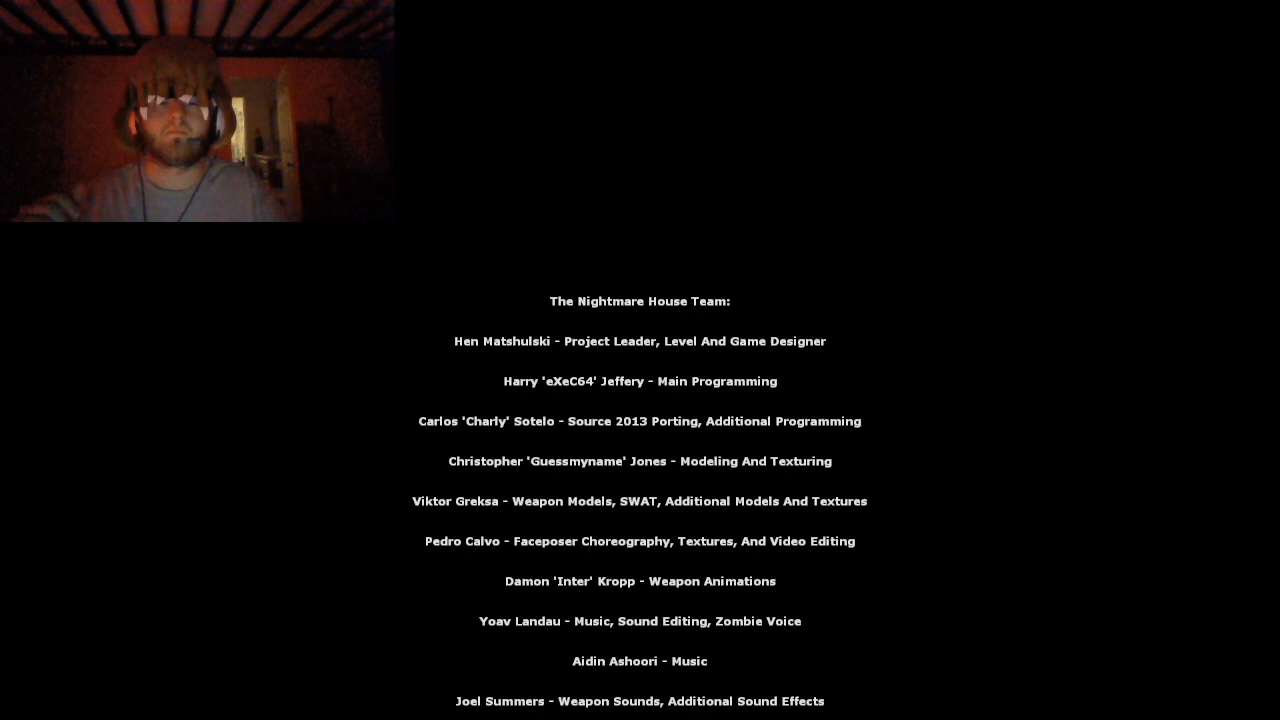 The Nightmare House Team:
Hen Matshulski - Project Leader, Level And Game Designer
Harry 'eXeC64' Jeffery - Main Programming
Carlos 'Charly' Sotelo - Source 2013 Porting, Additional Programming
Christopher 'Guessmyname' Jones - Modeling And Texturing
Viktor Greksa - Weapon Models, SWAT, Additional Models And Textures
Pedro Calvo - Faceposer Choreography, Textures, And Video Editing
Damon 'Inter' Kropp - Weapon Animations
Yoav Landau - Music, Sound Editing, Zombie Voice
Aidin Ashoori - Music
Joel Summers - Weapon Sounds, Additional Sound Effects